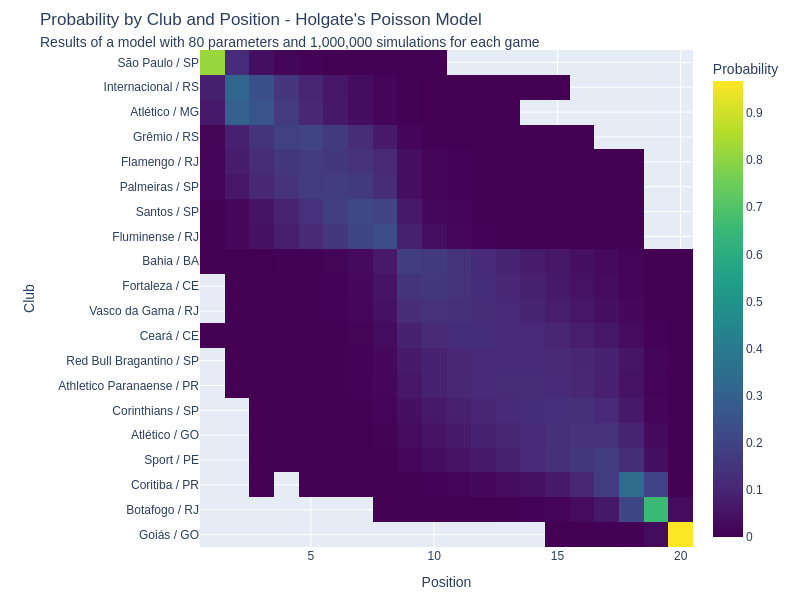 Probability by Club and Position - Holgate's Poisson Model
Results of a model with 80 parameters and 1,000,000 simulations for each game
Probability
São Paulo / SP
Internacional / RS
Atlético / MG
Grêmio / RS
Flamengo / RJ
Palmeiras / SP
Santos / SP
Fluminense / RJ
Bahia / BA
Fortaleza / CE
Vasco da Gama / RJ
Ceará / CE
Red Bull Bragantino / SP
Athletico Paranaense / PR
Corinthians / SP
Atlético / GO
Sport / PE
Coritiba / PR
Botafogo / RJ
Goiás / GO
Club
5 10 15 20
Position
0.9
0.8
0.7
0.6
0.5
0.4
0.3
0.2
0.1
0